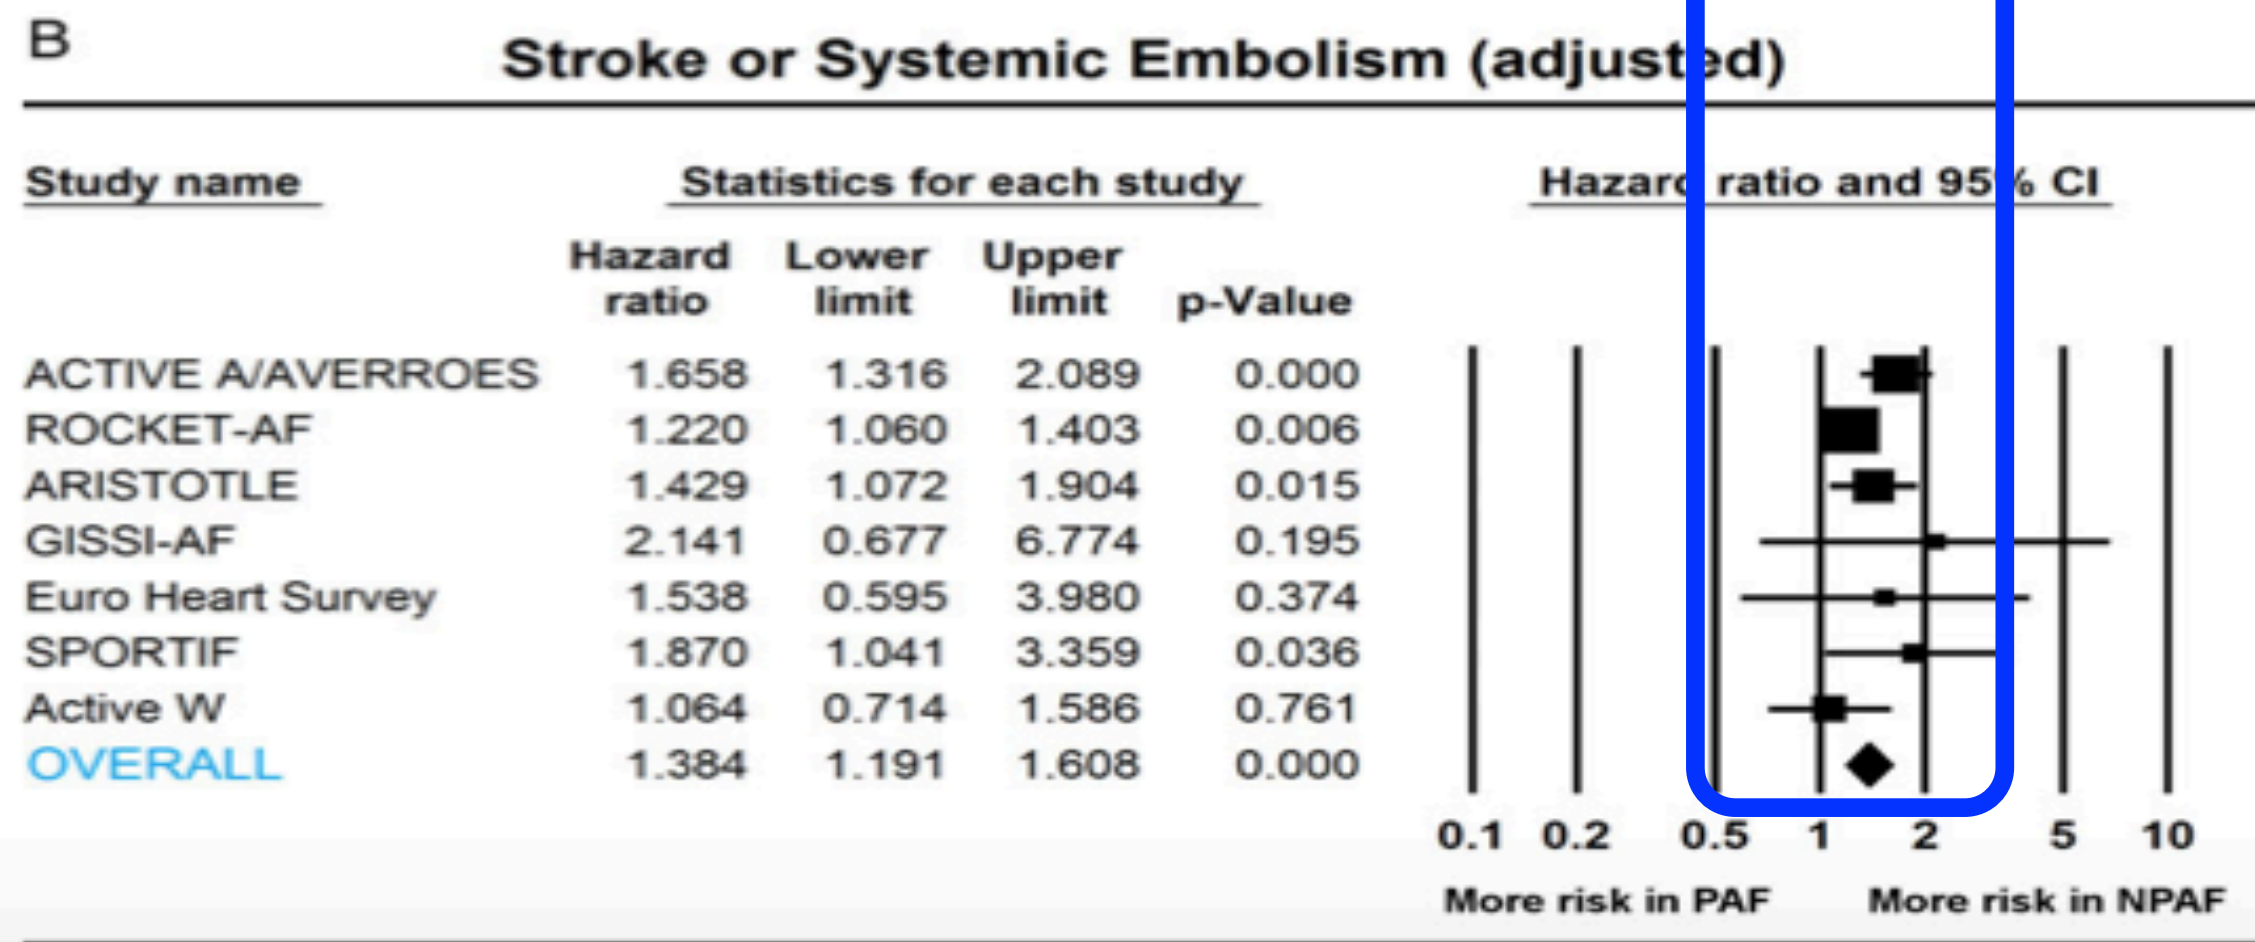 B
Stroke or Systemic Embolism (adjusted)
Study name Statistics for each study Hazard ratio and 95% CI
Hazard ratio Lower limit Upper limit p-Value
ACTIVE A/AVERROES 1.658 1.316 2.089 0.000
ROCKET-AF 1.220 1.060 1.403 0.006
ARISTOTLE 1.429 1.072 1.904 0.015
GISSI-AF 2.141 0.677 6.774 0.195
Euro Heart Survey 1.538 0.595 3.980 0.374
SPORTIF 1.870 1.041 3.359 0.036
Active W 1.064 0.714 1.586 0.761
OVERALL 1.384 1.191 1.608 0.000
0.1 0.2 0.5 1 2 5 10
More risk in PAF More risk in NPAF